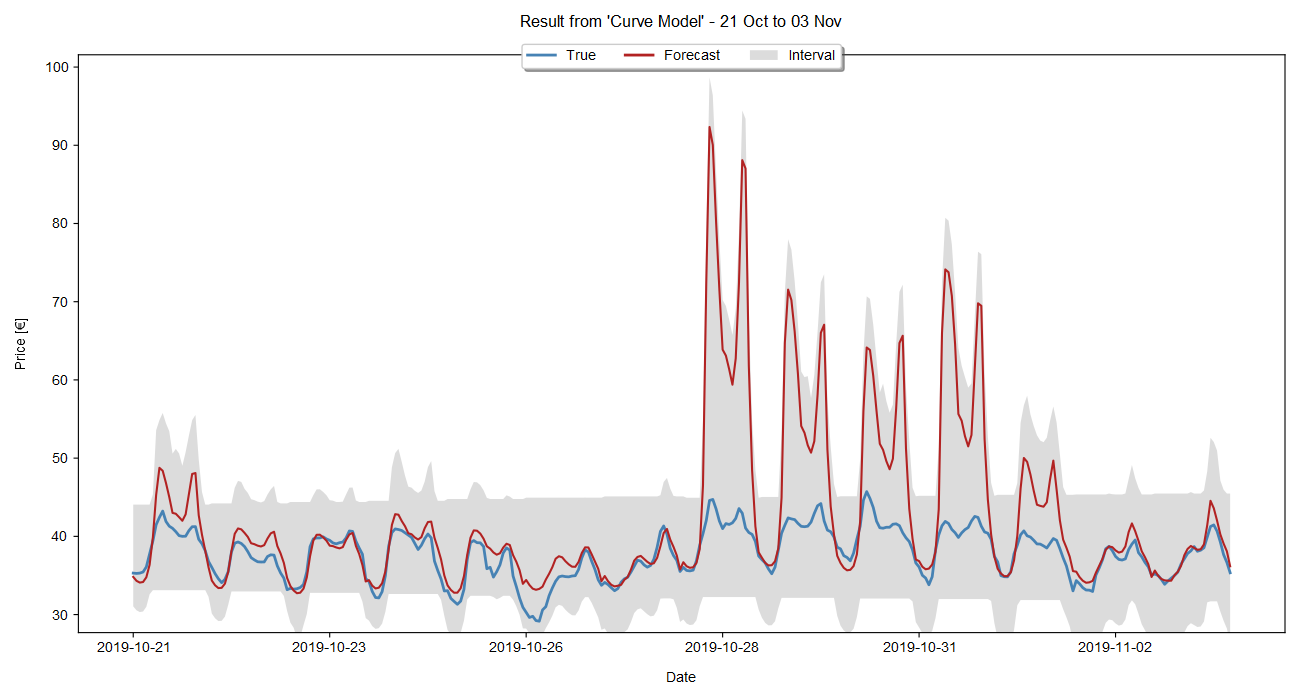 Result from 'Curve Model' - 21 Oct to 03 Nov
True Forecast Interval
100
90
80
70
60
50
40
30
Price [€]
2019-10-21 2019-10-23 2019-10-26 2019-10-28 2019-10-31 2019-11-02
Date